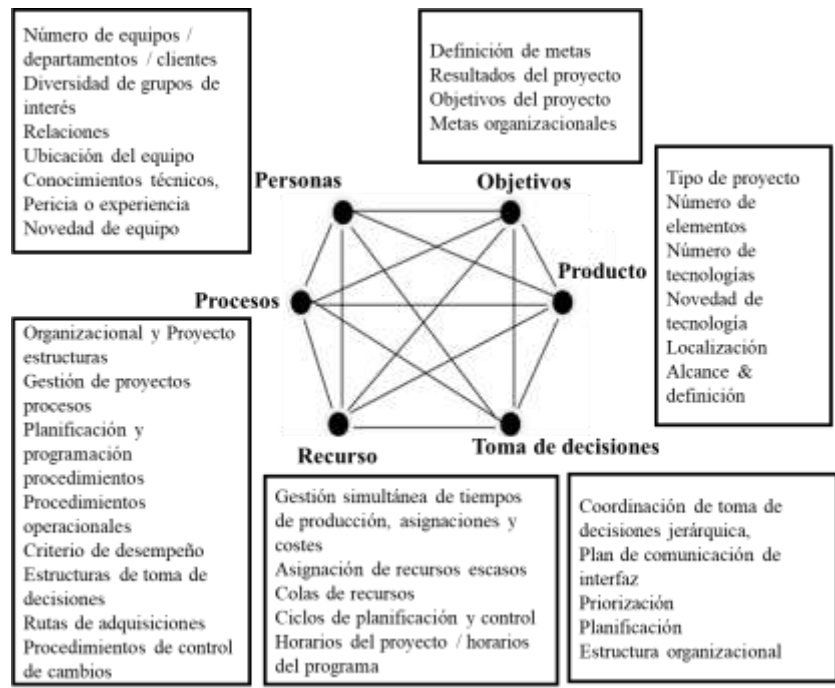 Número de equipos /
departamentos / clientes
Diversidad de grupos de
interés
Relaciones
Ubicación del equipo
Conocimientos técnicos,
Pericia o experiencia
Novedad de equipo
Definición de metas
Resultados del proyecto
Objetivos del proyecto
Metas organizacionales
Personas
Objetivos
Producto
Procesos
Recurso
Toma de decisiones
Tipo de proyecto
Número de
elementos
Número de
tecnologías
Novedad de
tecnología
Localización
Alcance &
definición
Organizacional y Proyecto
estructuras
Gestión de proyectos
procesos
Planificación y
programación
procedimientos
Procedimientos
operacionales
Criterio de desempeño
Estructuras de toma de
decisiones
Rutas de adquisiciones
Procedimientos de control
de cambios
Gestión simultánea de tiempos
de producción, asignaciones y
costes
Asignación de recursos escasos
Colas de recursos
Ciclos de planificación y control
Horarios del proyecto / horarios
del programa
Coordinación de toma de
decisiones jerárquica,
Plan de comunicación de
interfaz
Priorización
Planificación
Estructura organizacional